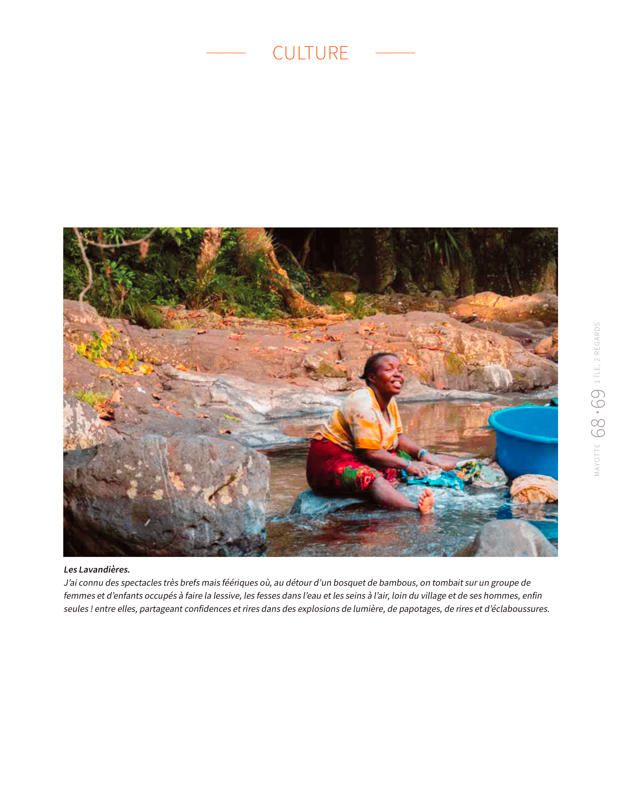 CULTURE
Les Lavandières.
J'ai connu des spectacles très brefs mais féériques où, au détour d'un bosquet de bambous, on tombait sur un groupe de
femmes et d'enfants occupés à faire la lessive, les fesses dans l'eau et les seins à l'air, loin du village et de ses hommes, enfin
seules ! entre elles, partageant confidences et rires dans des explosions de lumière, de papotages, de rires et d'éclaboussures.
MAYOTTE 68•69 1 ÎLE, 2 REGARDS